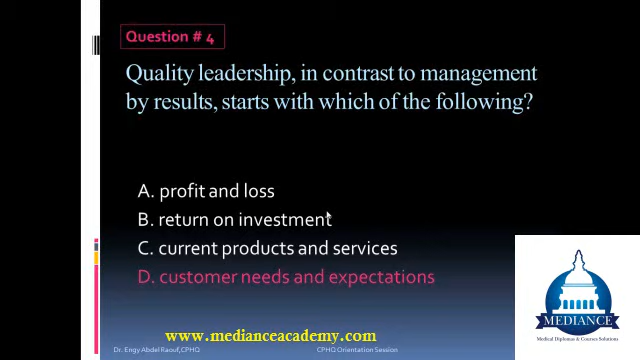 Question # 4
Quality leadership, in contrast to management
by results, starts with which of the following?
A. profit and loss
B. return on investment
C. current products and services
D. customer needs and expectations
MEDIANCE
Medical Diplomas & Courses Solutions
www.medianceacademy.com
Dr. Engy Abdel Raouf,CPHQ
CPHQ Orientation Session